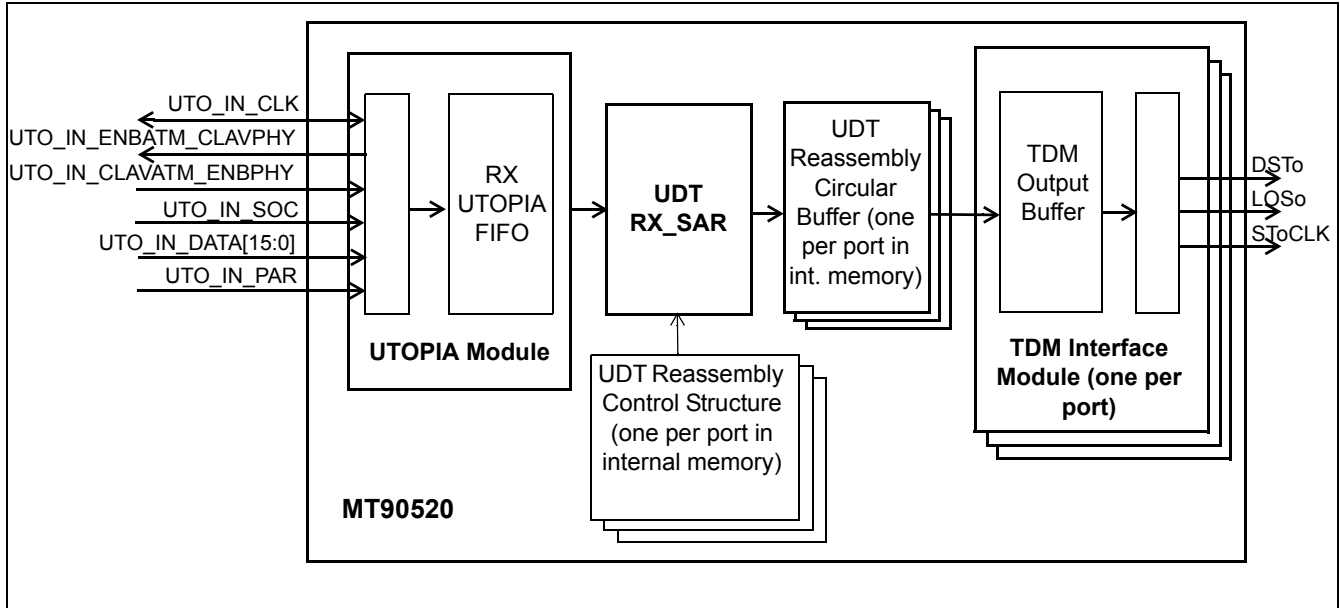 UTO_IN_CLK
UTO_IN_ENBATM_CLAVPHY
UTO_IN_CLAVATM_ENBPHY
UTO_IN_SOC
UTO_IN_DATA[15:0]
UTO_IN_PAR
RX
UTOPIA
FIFO
UTOPIA Module
UDT
RX_SAR
UDT Reassembly
Control Structure
(one per port in
internal memory)
UDT
Reassembly
Circular
Buffer (one
per port in
int. memory)
TDM
Output
Buffer
TDM Interface
Module (one per
port)
DSTo
LOSo
SToCLK
MT90520